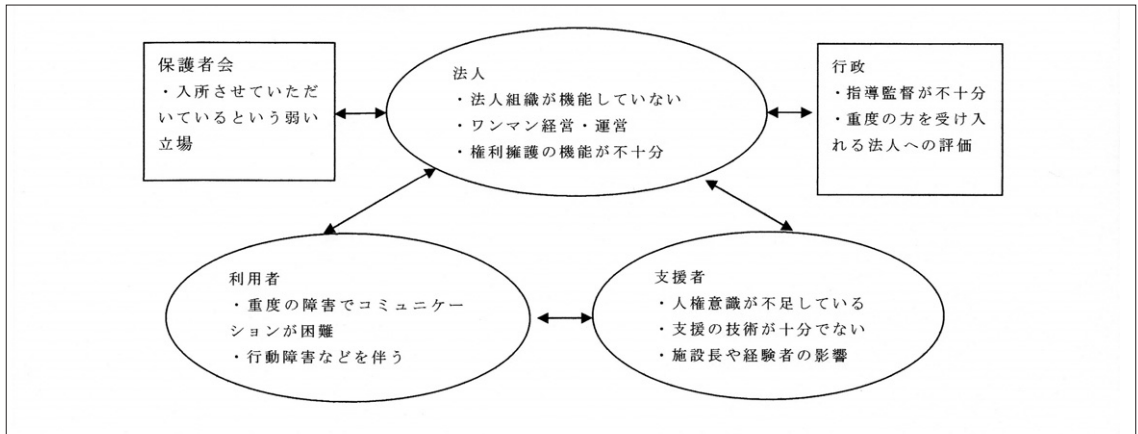 保護者会
・入所させていただ
いているという弱い
立場
法人
・法人組織が機能していない
・ワンマン経営・運営
・権利擁護の機能が不十分
行政
・指導監督が不十分
・重度の方を受け入
れる法人への評価
利用者
・重度の障害でコミュニケー
ションが困難
・行動障害などを伴う
支援者
・人権意識が不足している
・支援の技術が十分でない
・施設長や経験者の影響